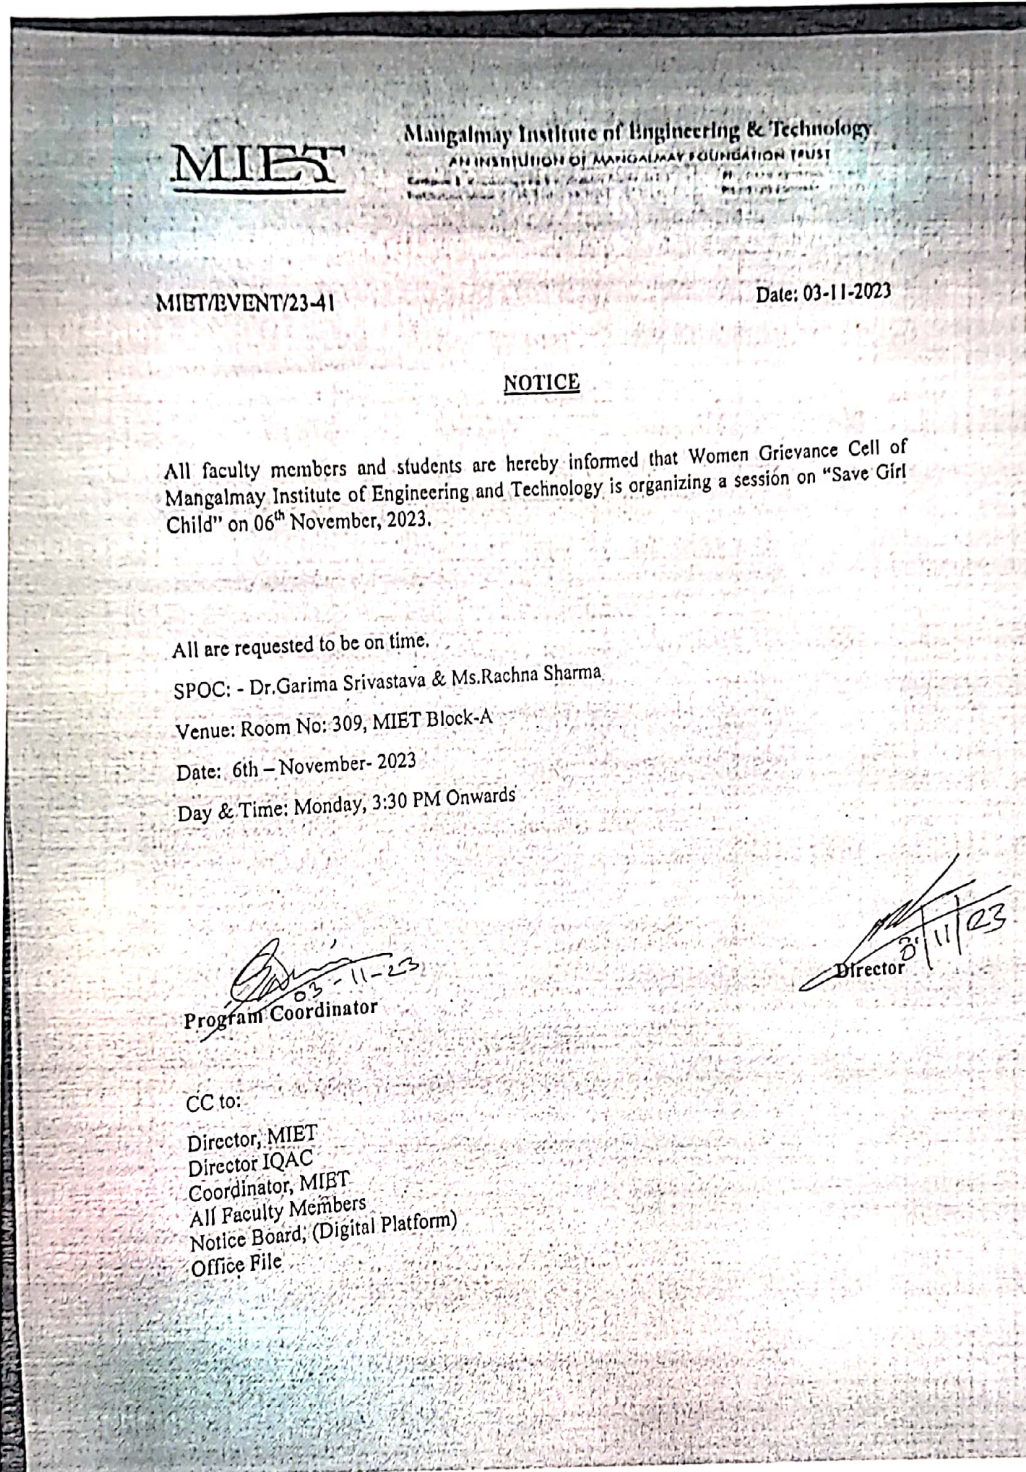 MIET
Mangalmay Institute of Engineering & Technology
AN INSTITUTION OF MANGALMAY FOUNDATION TRUST
MIET/EVENT/23-41
Date: 03-11-2023
NOTICE
All faculty members and students are hereby informed that Women Grievance Cell of
Mangalmay Institute of Engineering and Technology is organizing a session on “Save Girl
Child” on 06th November, 2023.
All are requested to be on time.
SPOC: - Dr.Garima Srivastava & Ms.Rachna Sharma
Venue: Room No: 309, MIET Block-A
Date: 6th – November- 2023
Day & Time: Monday, 3:30 PM Onwards
03-11-23
Program Coordinator
11/23
Director
CC to:
Director, MIET
Director IQAC
Coordinator, MIET
All Faculty Members
Notice Board, (Digital Platform)
Office File